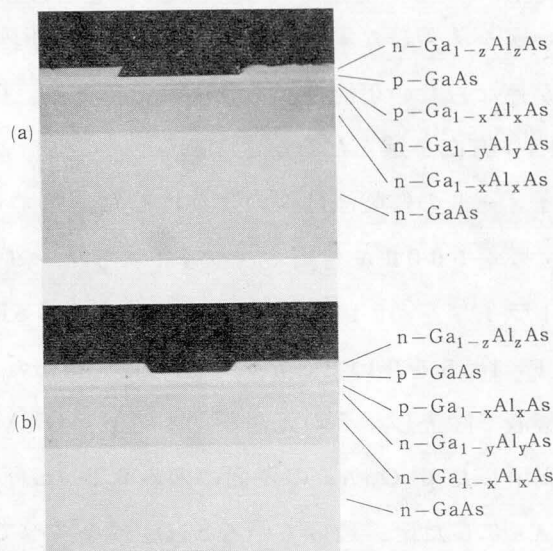 (a)
n−Ga₁₋zAlzAs
p−GaAs
p−Ga₁₋ₓAlₓAs
n−Ga₁₋yAlyAs
n−Ga₁₋ₓAlₓAs
n−GaAs
(b)
n−Ga₁₋zAlzAs
p−GaAs
p−Ga₁₋ₓAlₓAs
n−Ga₁₋yAlyAs
n−Ga₁₋ₓAlₓAs
n−GaAs